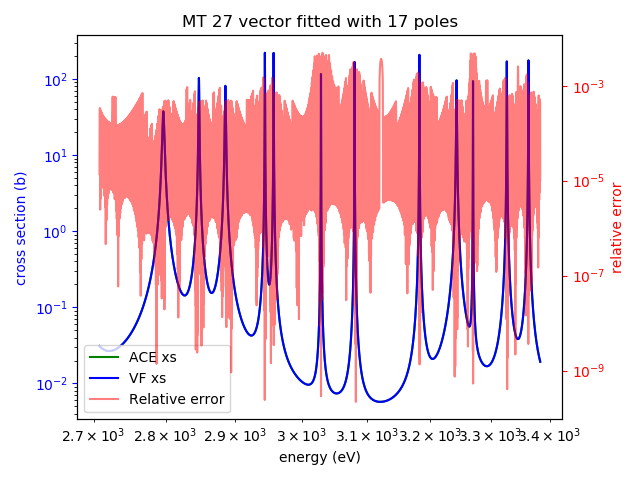 MT 27 vector fitted with 17 poles
cross section (b)
10²
10¹
10⁰
10⁻¹
10⁻²
10⁻³
10⁻⁵
10⁻⁷
10⁻⁹
relative error
ACE xs
VF xs
Relative error
2.7 × 10³ 2.8 × 10³ 2.9 × 10³ 3 × 10³ 3.1 × 10³ 3.2 × 10³ 3.3 × 10³ 3.4 × 10³
energy (eV)